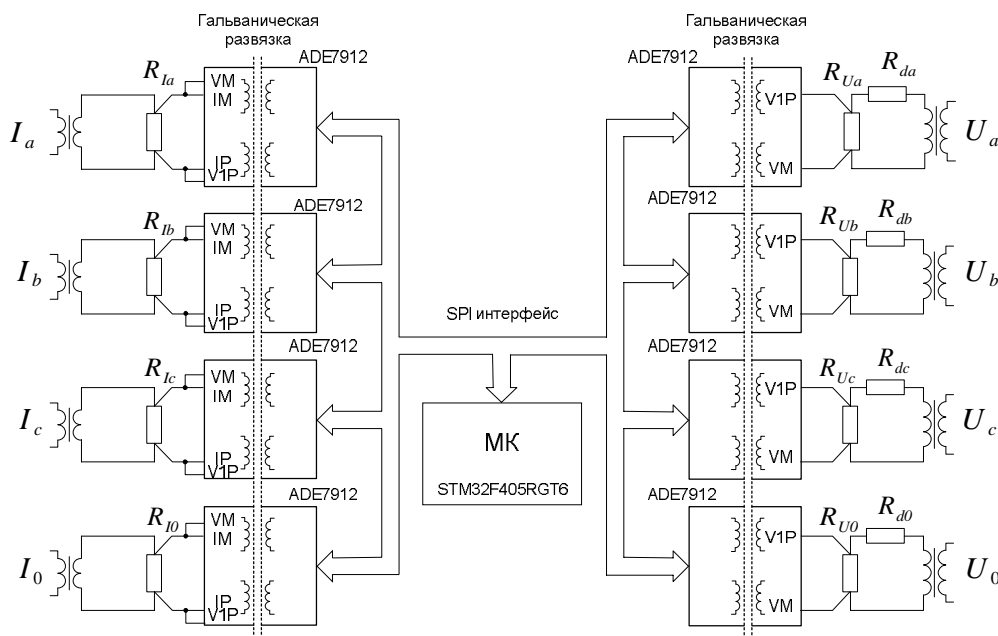 Гальваническая
развязка
ADE7912
Гальваническая
развязка
ADE7912
R_Ia
VM
IM
IP
V1P
I_a
V1P
VM
R_Ua
R_da
U_a
ADE7912
ADE7912
R_Ib
VM
IM
IP
V1P
I_b
V1P
VM
R_Ub
R_db
U_b
SPI интерфейс
ADE7912
ADE7912
R_Ic
VM
IM
IP
V1P
I_c
V1P
VM
R_Uc
R_dc
U_c
МК
STM32F405RGT6
ADE7912
ADE7912
R_I0
VM
IM
IP
V1P
I_0
V1P
VM
R_U0
R_d0
U_0